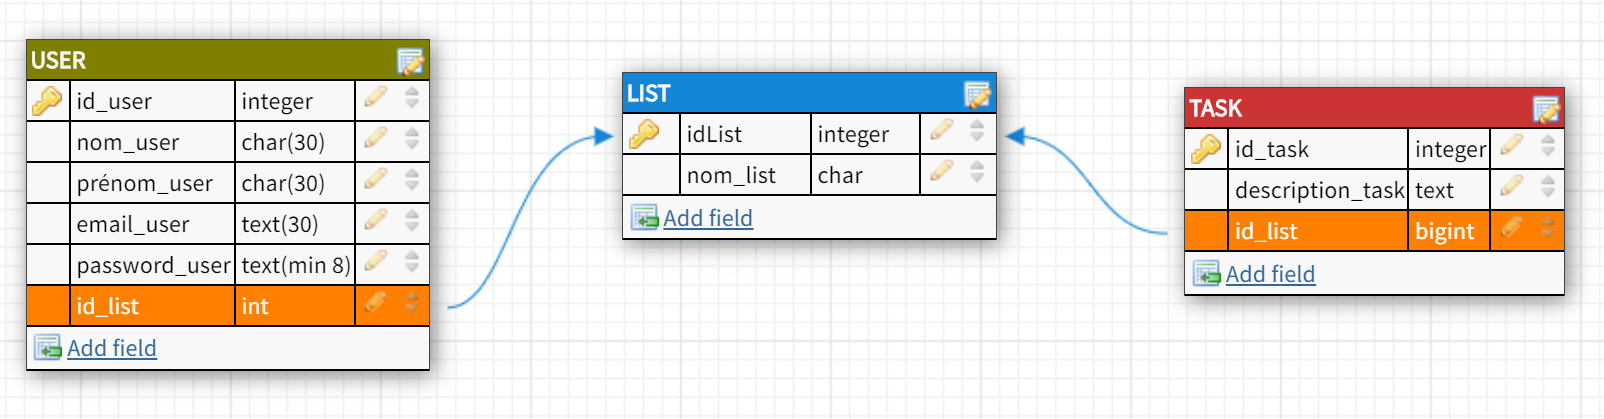 USER
id_user integer
nom_user char(30)
prénom_user char(30)
email_user text(30)
password_user text(min 8)
id_list int
Add field
LIST
idList integer
nom_list char
Add field
TASK
id_task integer
description_task text
id_list bigint
Add field